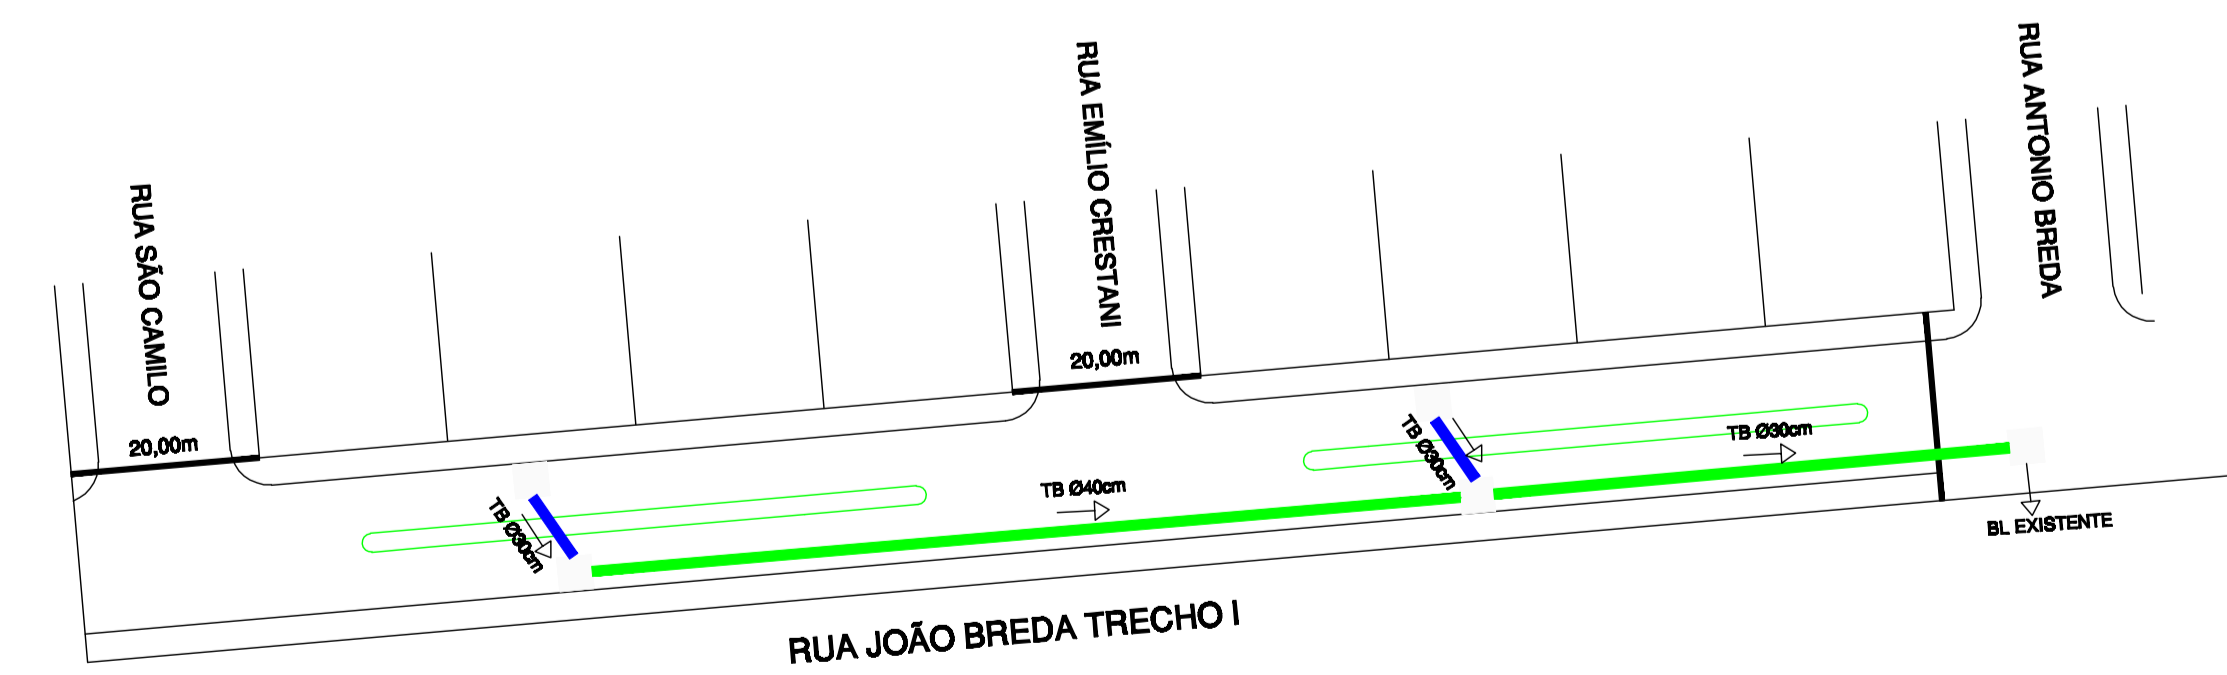 RUA SÃO CAMILO
RUA EMÍLIO CRESTANI
RUA ANTONIO BREDA
20,00m
20,00m
TB Ø30cm
TB Ø40cm
TB Ø30cm
TB Ø30cm
BL EXISTENTE
RUA JOÃO BREDA TRECHO I